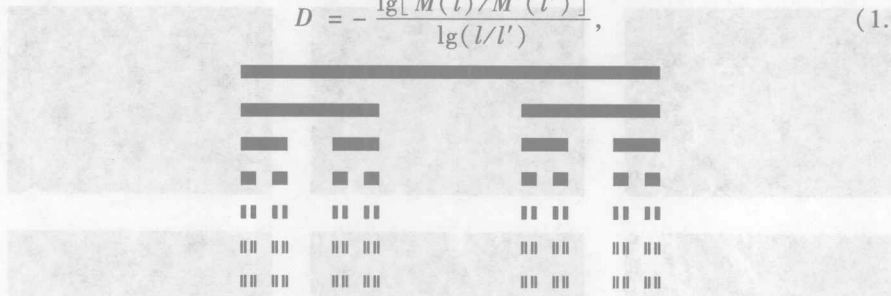 D = - lg[M(l)/M'(l')] / lg(l/l'), (1.